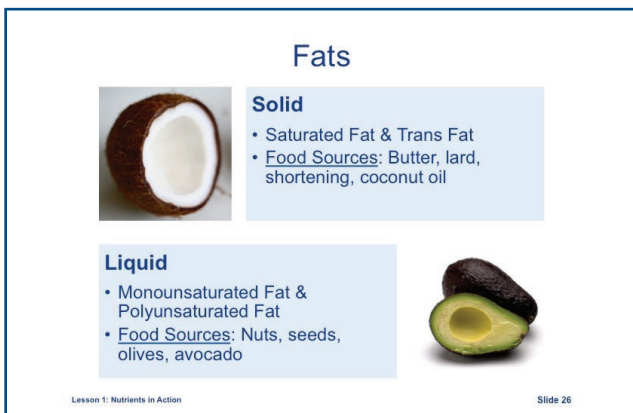 Fats
Solid
• Saturated Fat & Trans Fat
• Food Sources: Butter, lard,
shortening, coconut oil
Liquid
• Monounsaturated Fat &
Polyunsaturated Fat
• Food Sources: Nuts, seeds,
olives, avocado
Lesson 1: Nutrients in Action
Slide 26